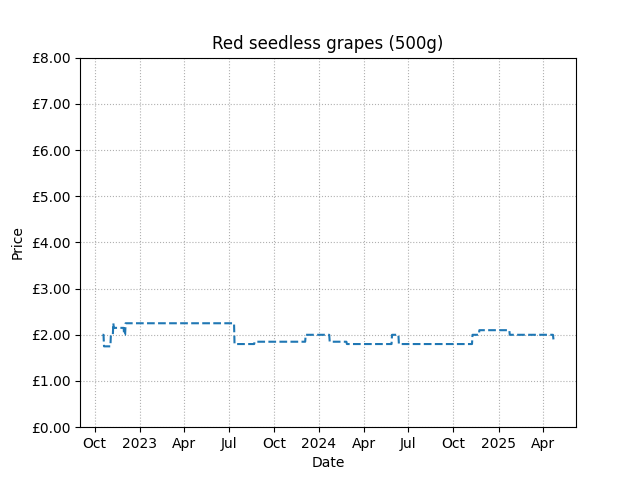 Red seedless grapes (500g)
£8.00
£7.00
£6.00
£5.00
£4.00
£3.00
£2.00
£1.00
£0.00
Price
Oct 2023 Apr Jul Oct 2024 Apr Jul Oct 2025 Apr
Date